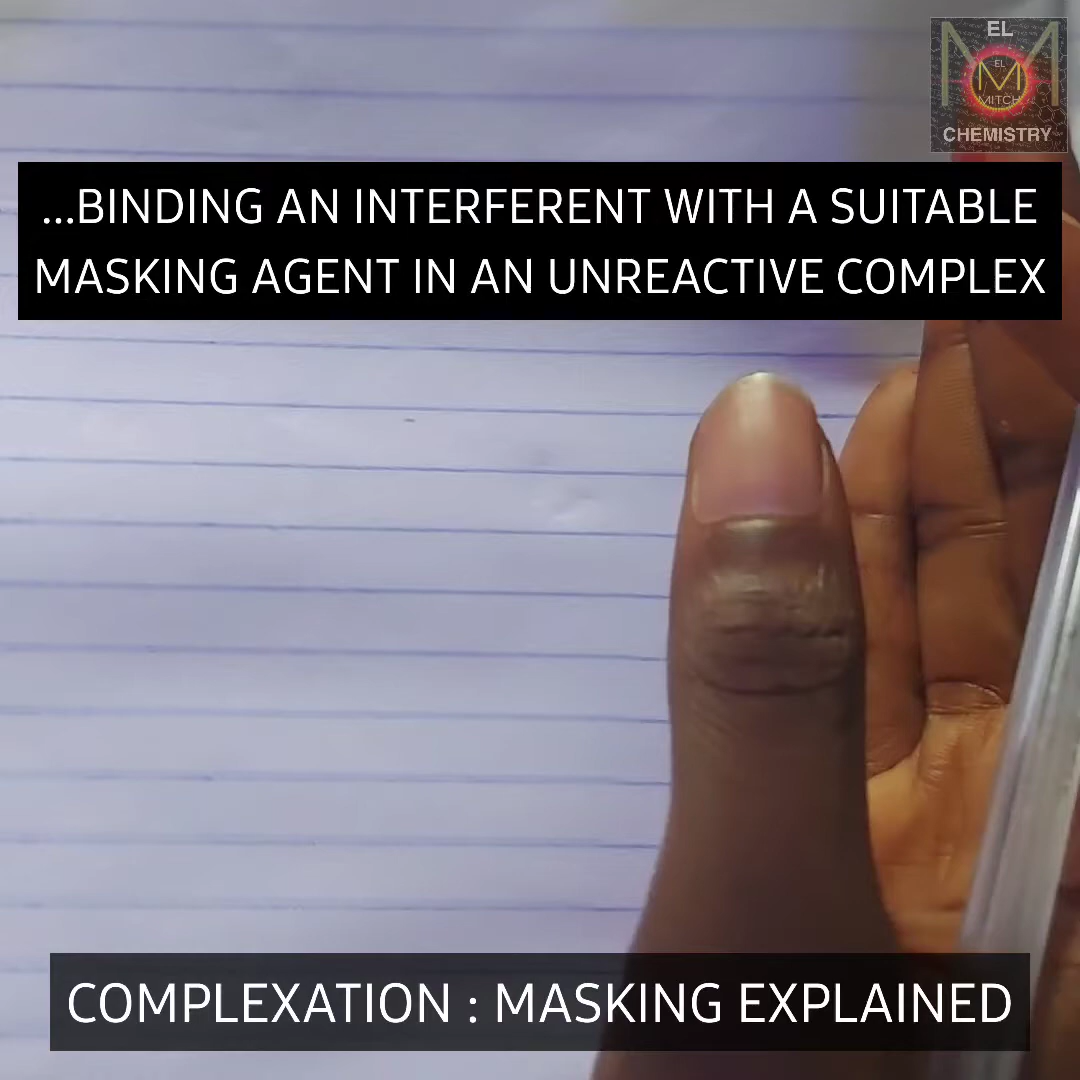 EL
EL
M
MITCH
CHEMISTRY
...BINDING AN INTERFERENT WITH A SUITABLE
MASKING AGENT IN AN UNREACTIVE COMPLEX
COMPLEXATION : MASKING EXPLAINED